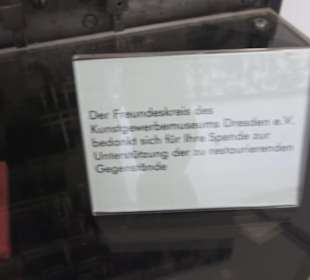 Der Freundeskreis des
Kunstgewerbemuseums Dresden e.V.
bedankt sich für Ihre Spende zur
Unterstützung der zu restaurierenden
Gegenstände